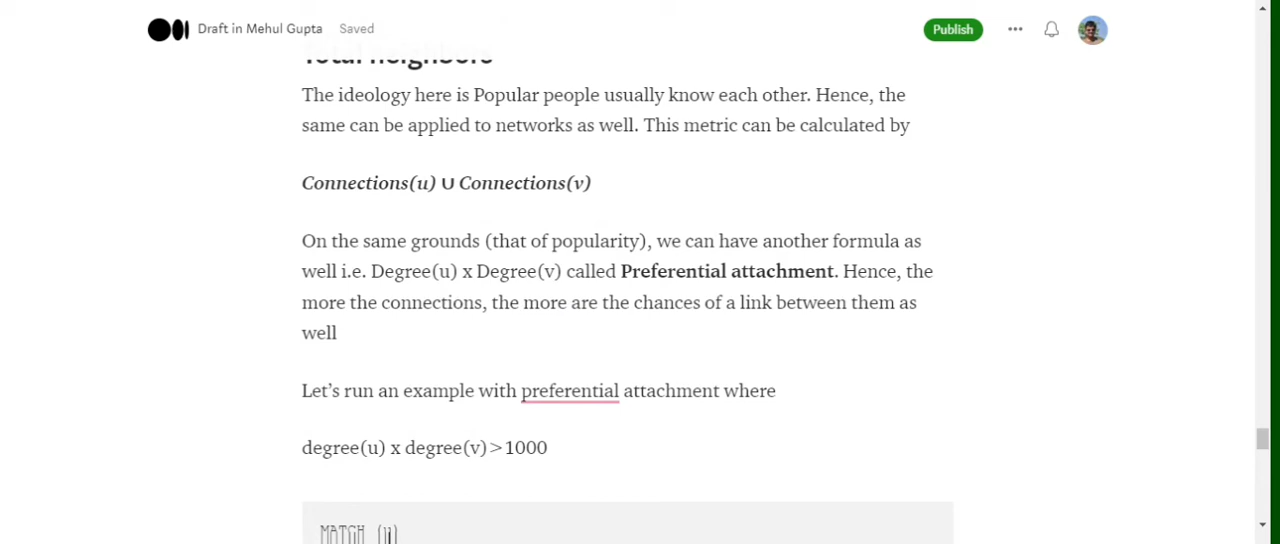 Draft in Mehul Gupta Saved
Publish
Total neighbors
The ideology here is Popular people usually know each other. Hence, the
same can be applied to networks as well. This metric can be calculated by
Connections(u) ∪ Connections(v)
On the same grounds (that of popularity), we can have another formula as
well i.e. Degree(u) x Degree(v) called Preferential attachment. Hence, the
more the connections, the more are the chances of a link between them as
well
Let’s run an example with preferential attachment where
degree(u) x degree(v)>1000
MATCH (u)